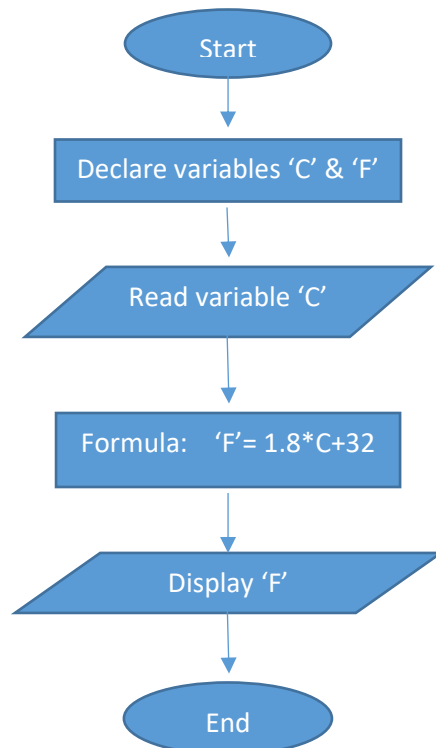 Start
Declare variables ‘C’ & ‘F’
Read variable ‘C’
Formula: ‘F’= 1.8*C+32
Display ‘F’
End